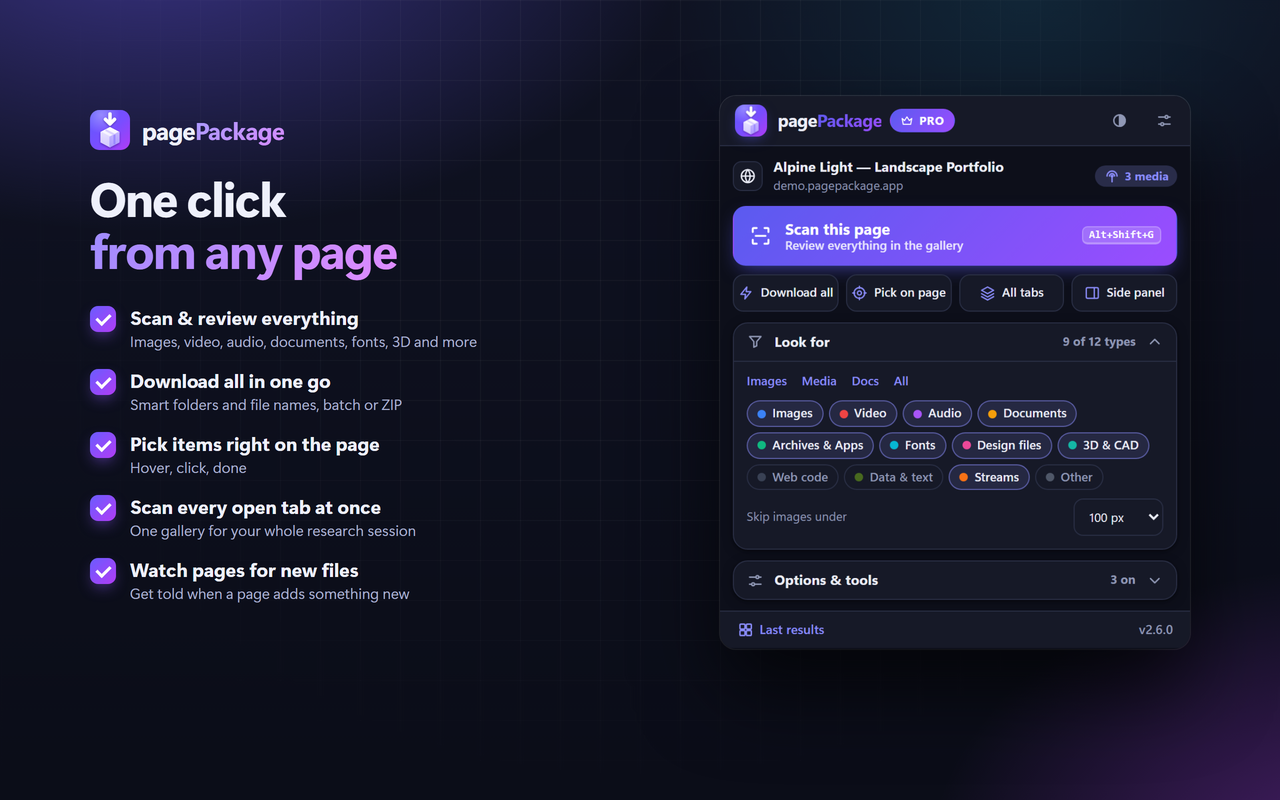 pagePackage
One click
from any page
Scan & review everything
Images, video, audio, documents, fonts, 3D and more
Download all in one go
Smart folders and file names, batch or ZIP
Pick items right on the page
Hover, click, done
Scan every open tab at once
One gallery for your whole research session
Watch pages for new files
Get told when a page adds something new
pagePackage PRO
Alpine Light — Landscape Portfolio
demo.pagepackage.app
3 media
Scan this page
Review everything in the gallery
Alt+Shift+G
Download all Pick on page All tabs Side panel
Look for 9 of 12 types
Images Media Docs All
Images Video Audio Documents
Archives & Apps Fonts Design files 3D & CAD
Web code Data & text Streams Other
Skip images under 100 px
Options & tools 3 on
Last results v2.6.0